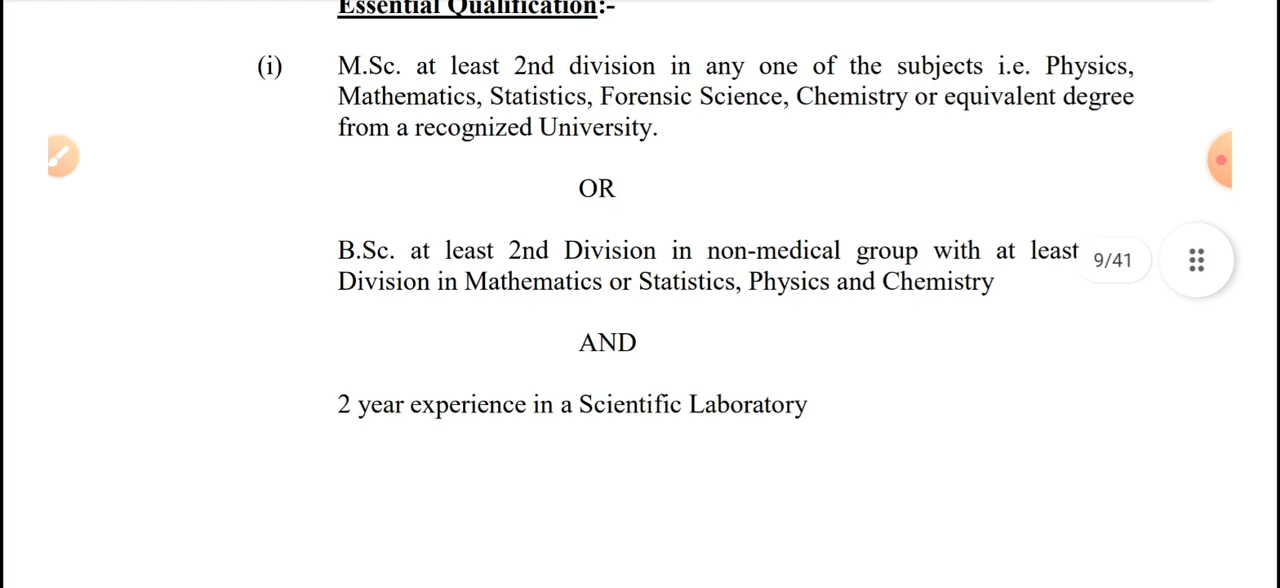 Essential Qualification:-
(i) M.Sc. at least 2nd division in any one of the subjects i.e. Physics,
Mathematics, Statistics, Forensic Science, Chemistry or equivalent degree
from a recognized University.
OR
B.Sc. at least 2nd Division in non-medical group with at least
Division in Mathematics or Statistics, Physics and Chemistry
9/41
AND
2 year experience in a Scientific Laboratory